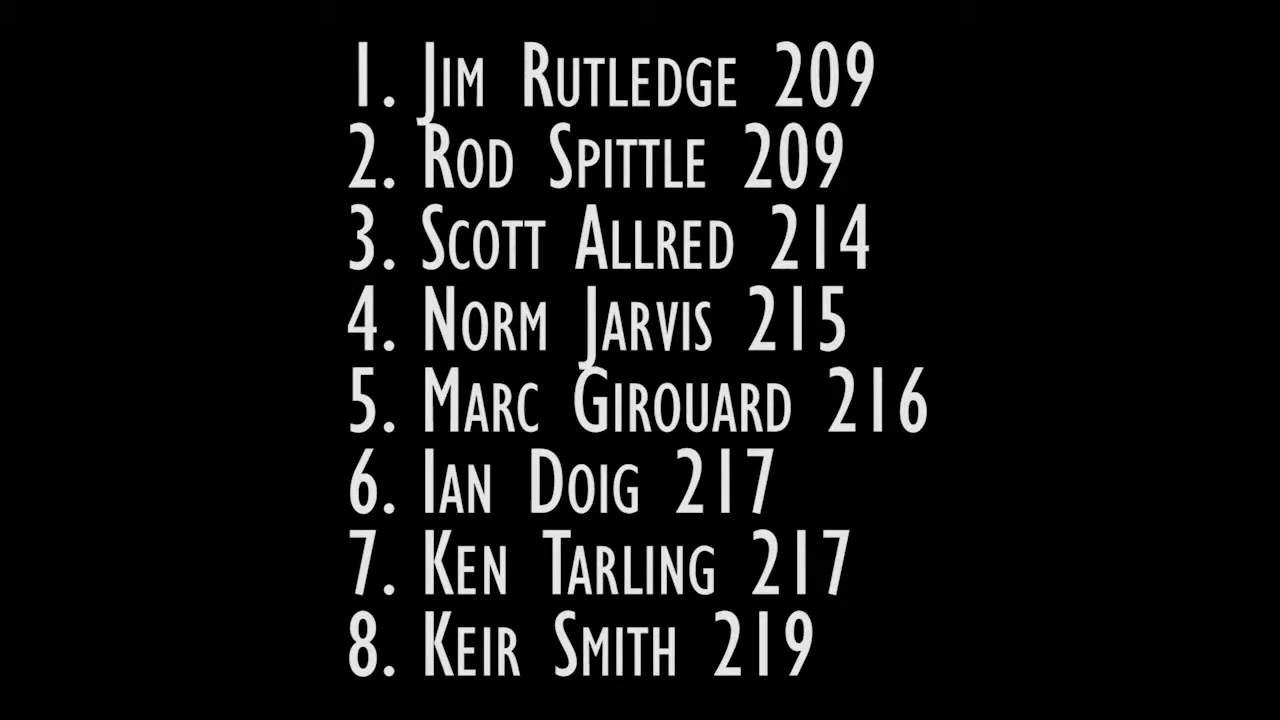 1. Jim Rutledge 209
2. Rod Spittle 209
3. Scott Allred 214
4. Norm Jarvis 215
5. Marc Girouard 216
6. Ian Doig 217
7. Ken Tarling 217
8. Keir Smith 219